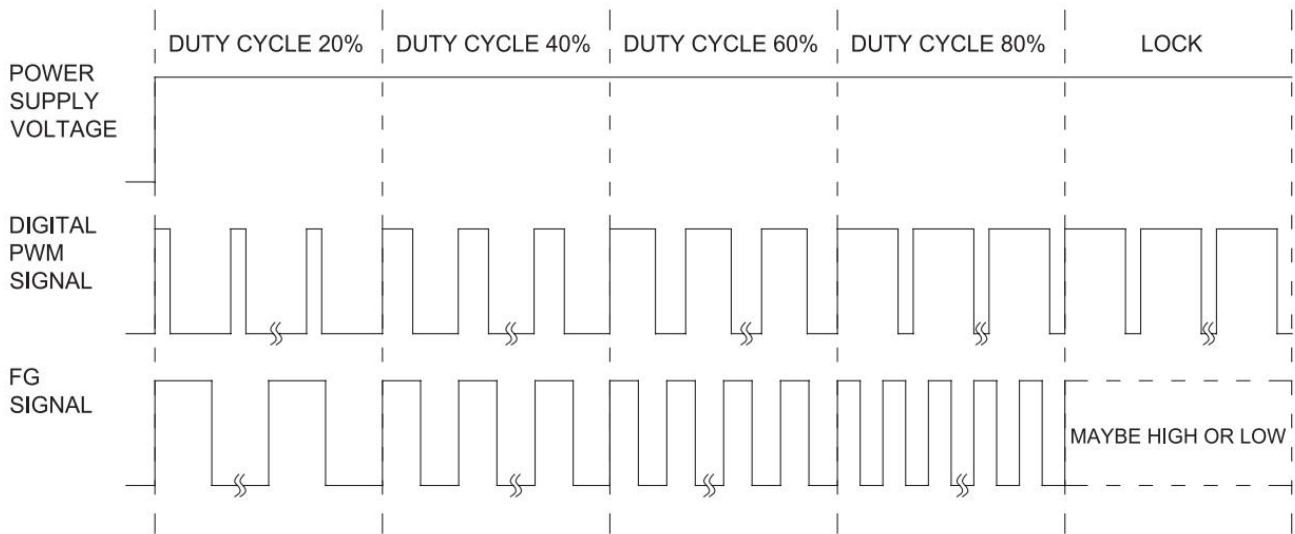 DUTY CYCLE 20%
DUTY CYCLE 40%
DUTY CYCLE 60%
DUTY CYCLE 80%
LOCK
POWER
SUPPLY
VOLTAGE
DIGITAL
PWM
SIGNAL
FG
SIGNAL
MAYBE HIGH OR LOW